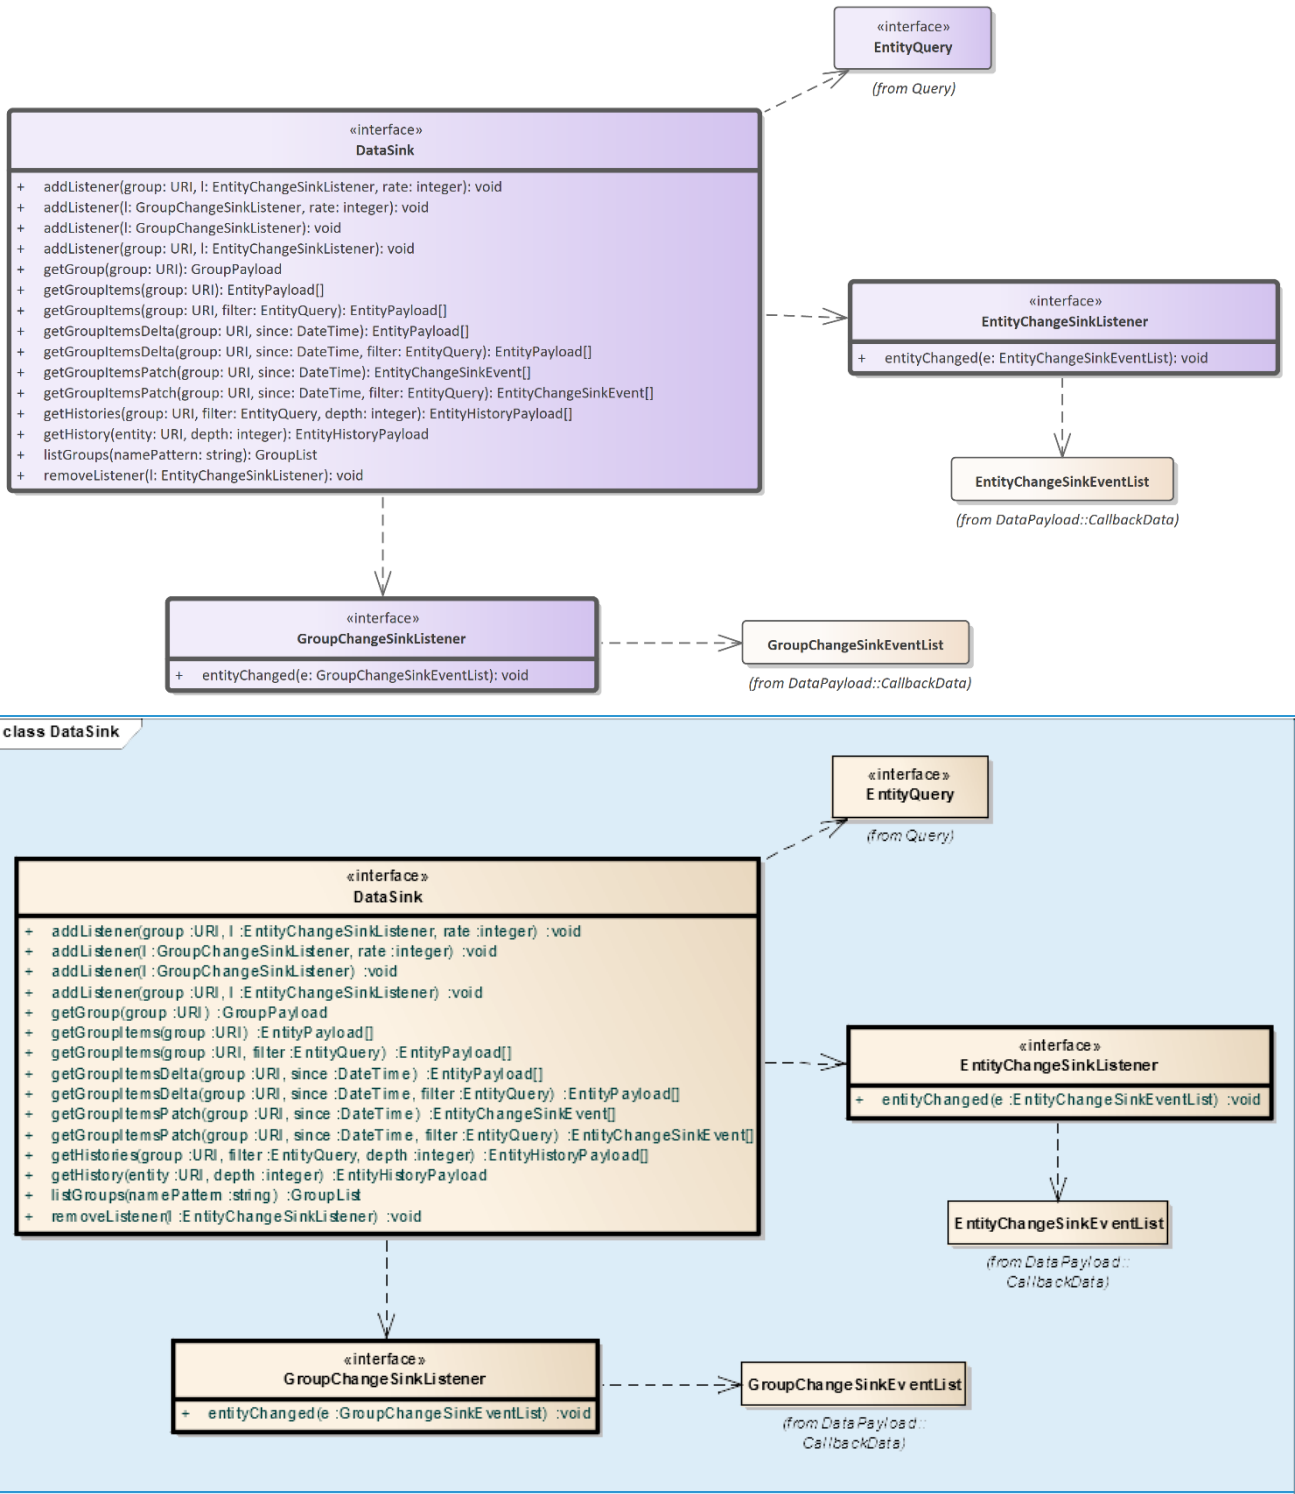 «interface»
EntityQuery
(from Query)
«interface»
DataSink
+ addListener(group: URI, l: EntityChangeSinkListener, rate: integer): void
+ addListener(l: GroupChangeSinkListener, rate: integer): void
+ addListener(l: GroupChangeSinkListener): void
+ addListener(group: URI, l: EntityChangeSinkListener): void
+ getGroup(group: URI): GroupPayload
+ getGroupItems(group: URI): EntityPayload[]
+ getGroupItems(group: URI, filter: EntityQuery): EntityPayload[]
+ getGroupItemsDelta(group: URI, since: DateTime): EntityPayload[]
+ getGroupItemsDelta(group: URI, since: DateTime, filter: EntityQuery): EntityPayload[]
+ getGroupItemsPatch(group: URI, since: DateTime): EntityChangeSinkEvent[]
+ getGroupItemsPatch(group: URI, since: DateTime, filter: EntityQuery): EntityChangeSinkEvent[]
+ getHistories(group: URI, filter: EntityQuery, depth: integer): EntityHistoryPayload[]
+ getHistory(entity: URI, depth: integer): EntityHistoryPayload
+ listGroups(namePattern: string): GroupList
+ removeListener(l: EntityChangeSinkListener): void
«interface»
EntityChangeSinkListener
+ entityChanged(e: EntityChangeSinkEventList): void
EntityChangeSinkEventList
(from DataPayload::CallbackData)
«interface»
GroupChangeSinkListener
+ entityChanged(e: GroupChangeSinkEventList): void
GroupChangeSinkEventList
(from DataPayload::CallbackData)
class DataSink
«interface»
EntityQuery
(from Query)
«interface»
DataSink
+ addListener(group :URI, l :EntityChangeSinkListener, rate :integer) :void
+ addListener(l :GroupChangeSinkListener, rate :integer) :void
+ addListener(l :GroupChangeSinkListener) :void
+ addListener(group :URI, l :EntityChangeSinkListener) :void
+ getGroup(group :URI) :GroupPayload
+ getGroupItems(group :URI) :EntityPayload[]
+ getGroupItems(group :URI, filter :EntityQuery) :EntityPayload[]
+ getGroupItemsDelta(group :URI, since :DateTime) :EntityPayload[]
+ getGroupItemsDelta(group :URI, since :DateTime, filter :EntityQuery) :EntityPayload[]
+ getGroupItemsPatch(group :URI, since :DateTime) :EntityChangeSinkEvent[]
+ getGroupItemsPatch(group :URI, since :DateTime, filter :EntityQuery) :EntityChangeSinkEvent[]
+ getHistories(group :URI, filter :EntityQuery, depth :integer) :EntityHistoryPayload[]
+ getHistory(entity :URI, depth :integer) :EntityHistoryPayload
+ listGroups(namePattern :string) :GroupList
+ removeListener(l :EntityChangeSinkListener) :void
«interface»
EntityChangeSinkListener
+ entityChanged(e :EntityChangeSinkEventList) :void
EntityChangeSinkEventList
(from DataPayload::
CallbackData)
«interface»
GroupChangeSinkListener
+ entityChanged(e :GroupChangeSinkEventList) :void
GroupChangeSinkEventList
(from DataPayload::
CallbackData)